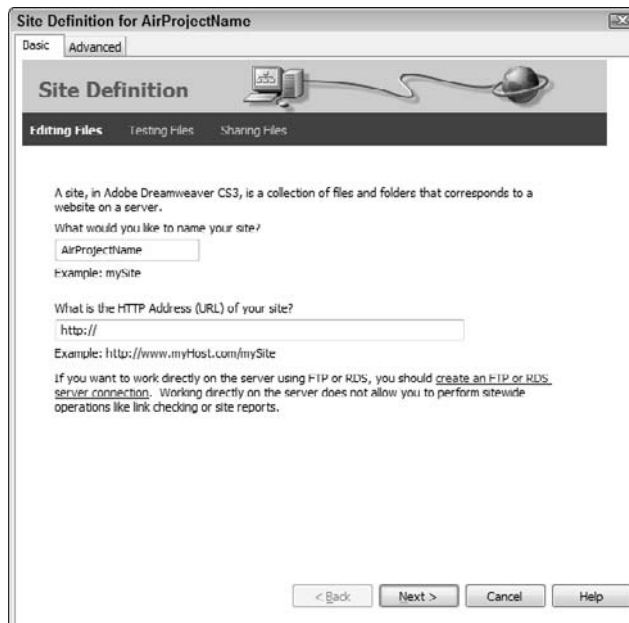 Site Definition for AirProjectName
Basic
Advanced
Site Definition
Editing Files
Testing Files
Sharing Files
A site, in Adobe Dreamweaver CS3, is a collection of files and folders that corresponds to a
website on a server.
What would you like to name your site?
AirProjectName
Example: mySite
What is the HTTP Address (URL) of your site?
http://
Example: http://www.myHost.com/mySite
If you want to work directly on the server using FTP or RDS, you should create an FTP or RDS
server connection. Working directly on the server does not allow you to perform sitewide
operations like link checking or site reports.
< Back
Next >
Cancel
Help